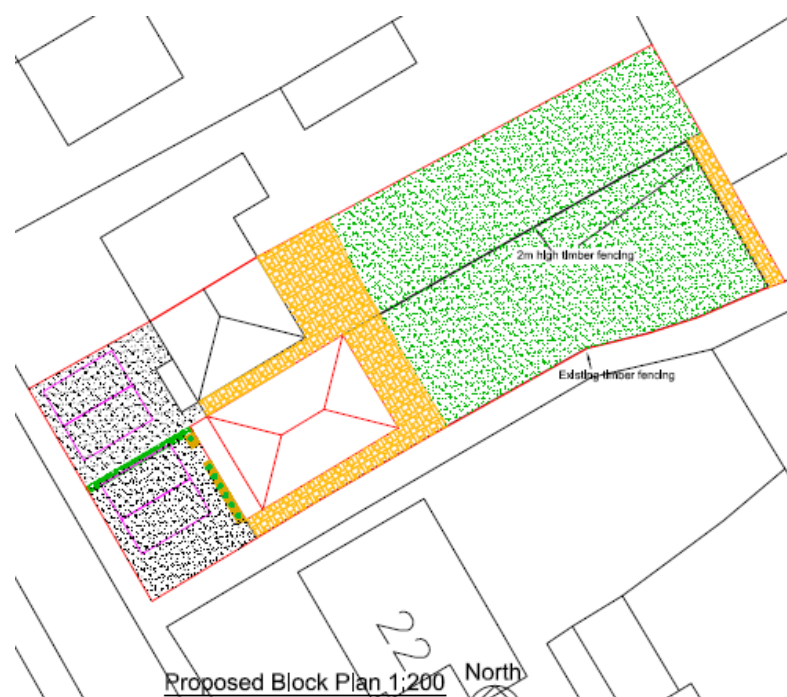 2m high timber fencing
Existing timber fencing
22
Proposed Block Plan 1:200
North